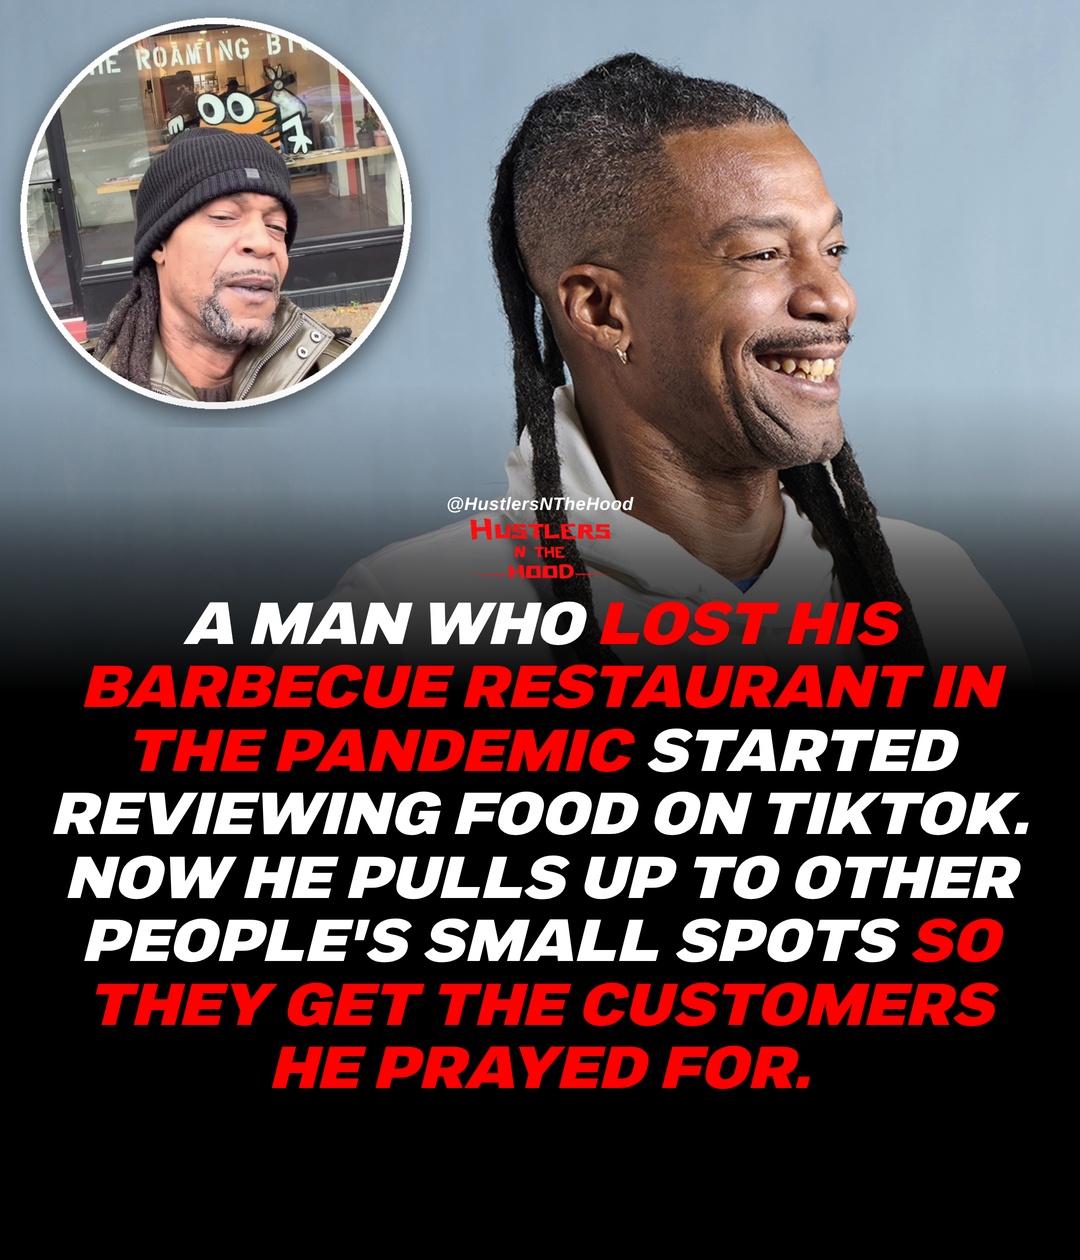 ROAMING
@HustlersNTheHood
HUSTLERS
N THE
HOOD
A MAN WHO LOST HIS
BARBECUE RESTAURANT IN
THE PANDEMIC STARTED
REVIEWING FOOD ON TIKTOK.
NOW HE PULLS UP TO OTHER
PEOPLE'S SMALL SPOTS SO
THEY GET THE CUSTOMERS
HE PRAYED FOR.